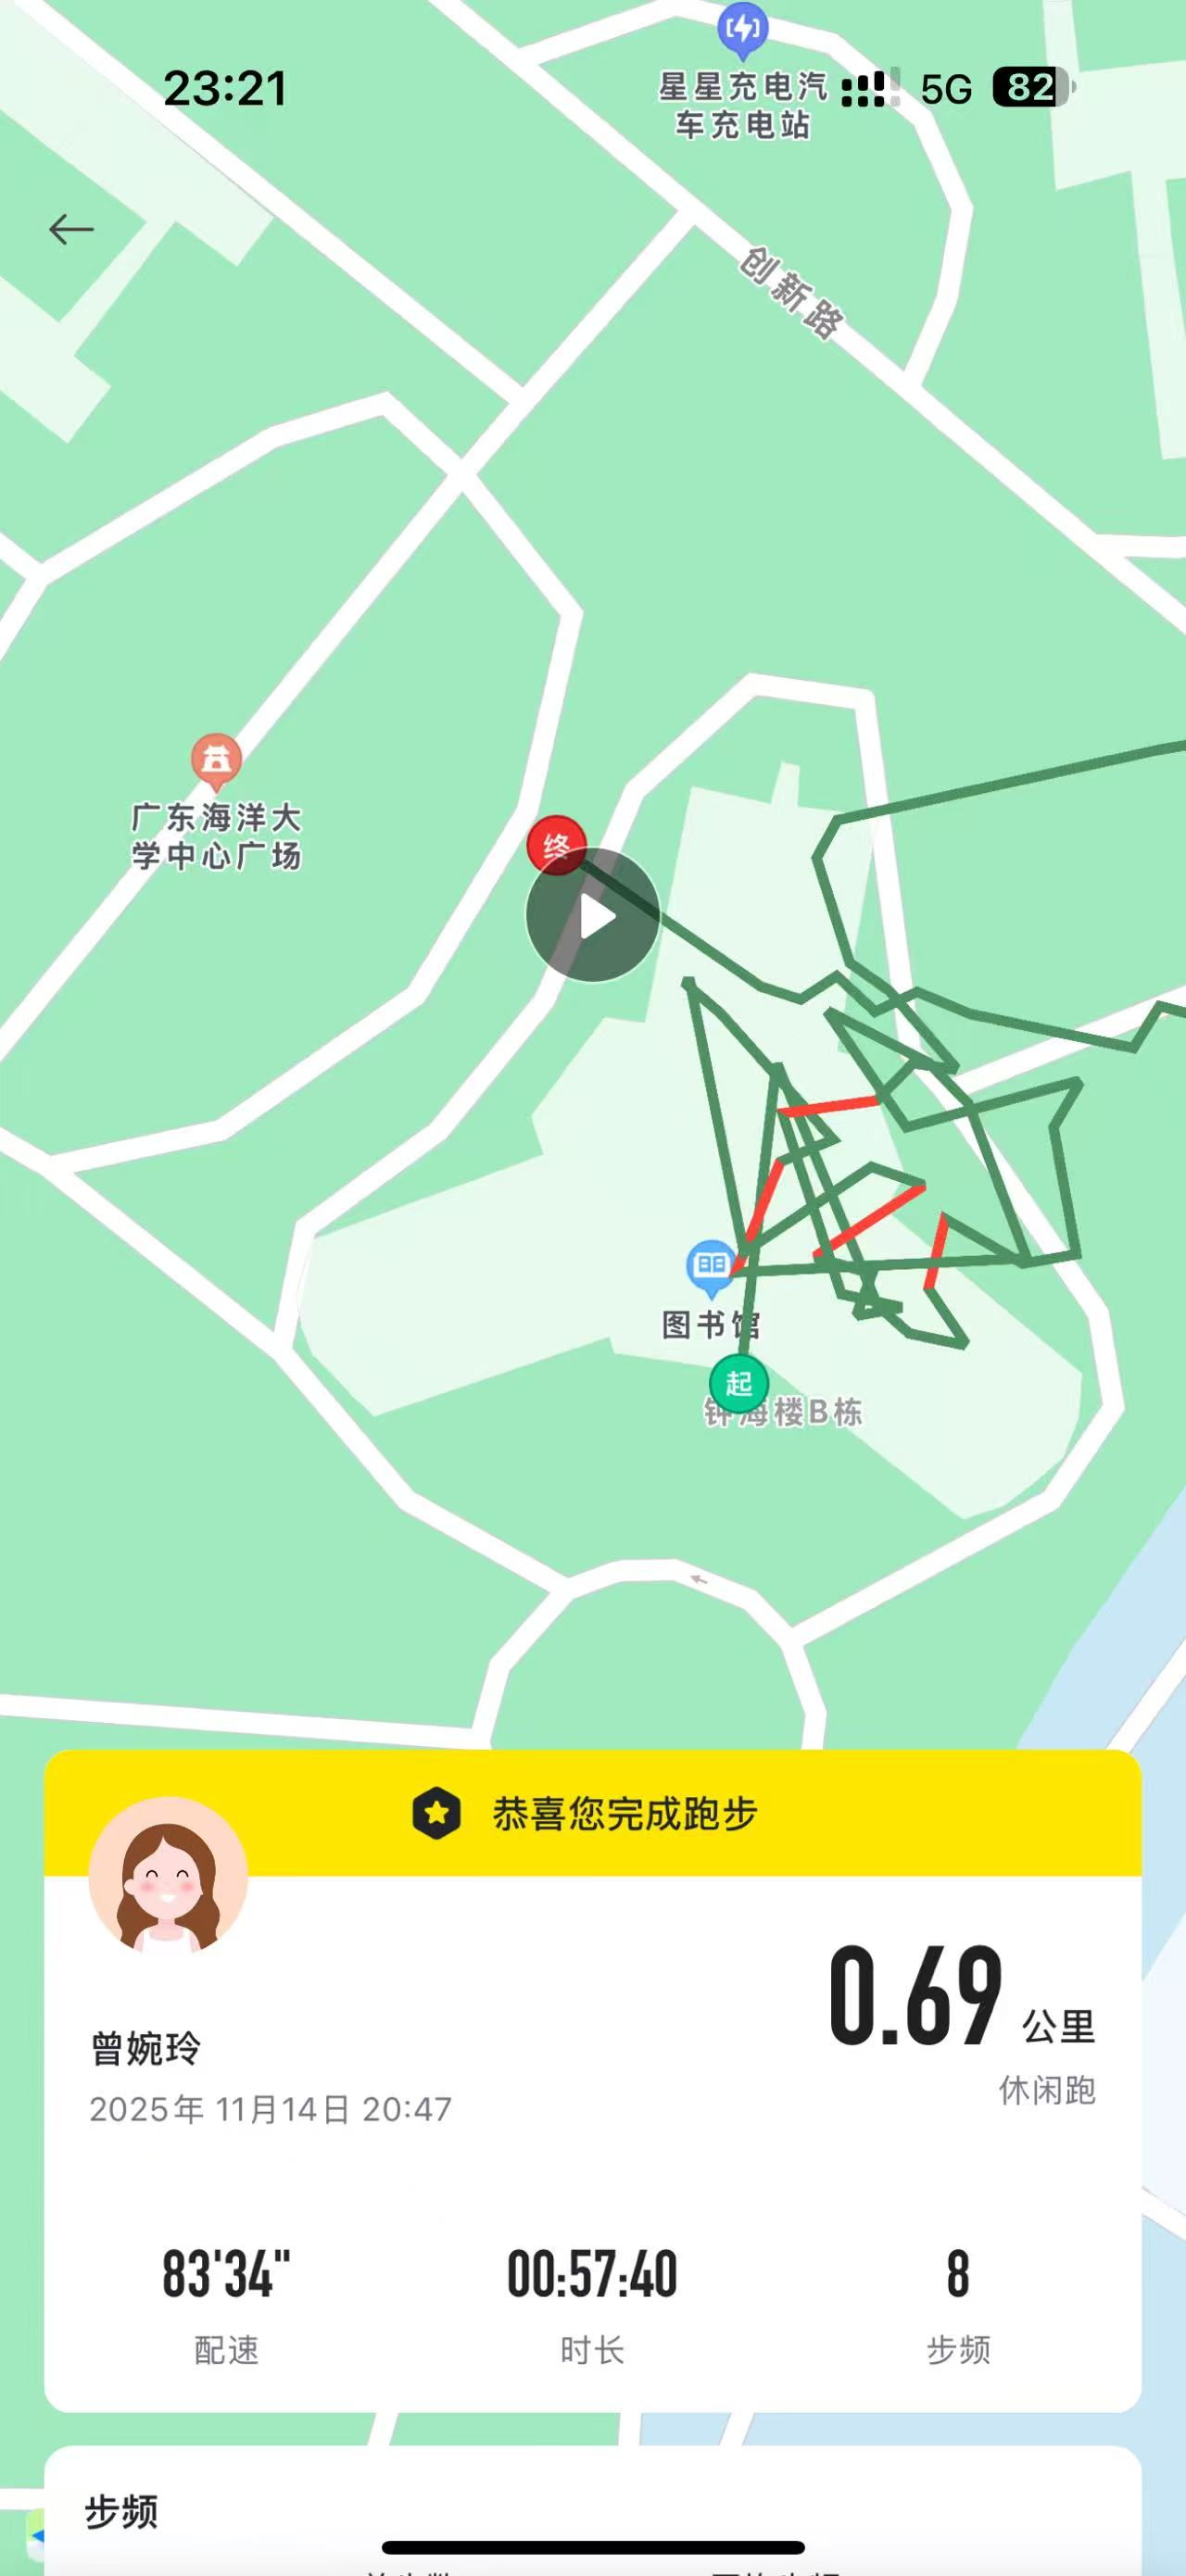 星星充电汽
车充电站
23:21
5G
82
创新路
广东海洋大
学中心广场
终
图书馆
起
钟海楼B栋
恭喜您完成跑步
0.69 公里
曾婉玲
休闲跑
2025年 11月14日 20:47
83'34" 00:57:40 8
配速 时长 步频
步频